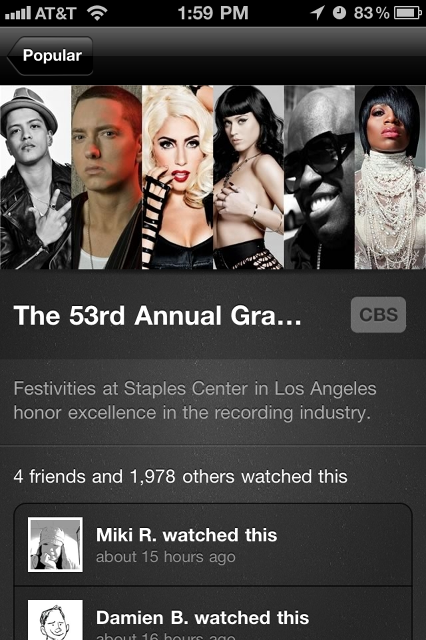 AT&T 1:59 PM 83%
Popular
The 53rd Annual Gra...
CBS
Festivities at Staples Center in Los Angeles
honor excellence in the recording industry.
4 friends and 1,978 others watched this
Miki R. watched this
about 15 hours ago
Damien B. watched this
about 16 hours ago